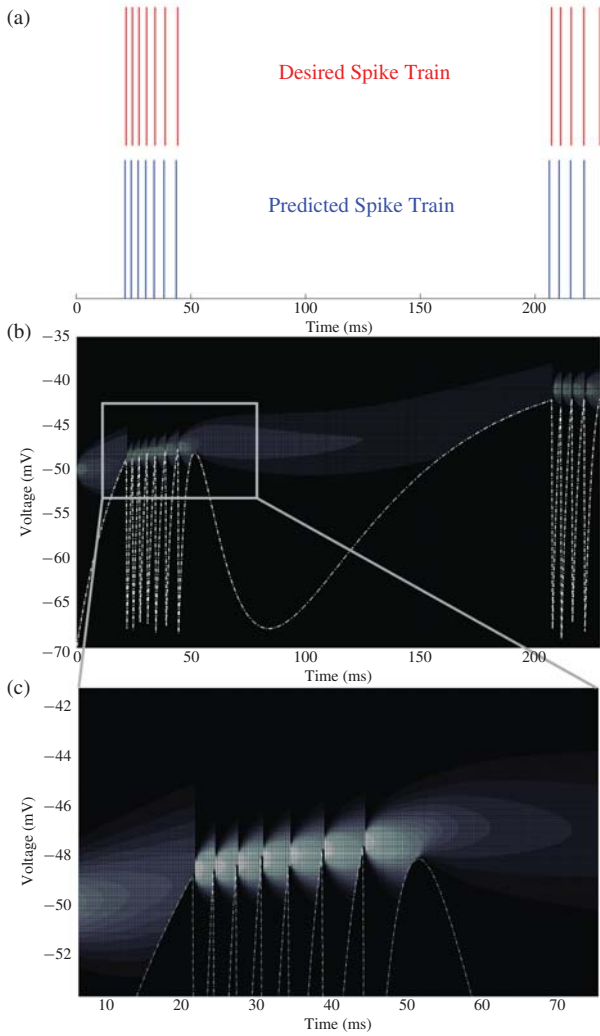 (a)
Desired Spike Train
Predicted Spike Train
0 50 100 150 200
Time (ms)
(b)
−35
−40
−45
−50
−55
−60
−65
−70
Voltage (mV)
0 50 100 150 200
Time (ms)
(c)
−42
−44
−46
−48
−50
−52
Voltage (mV)
10 20 30 40 50 60 70
Time (ms)